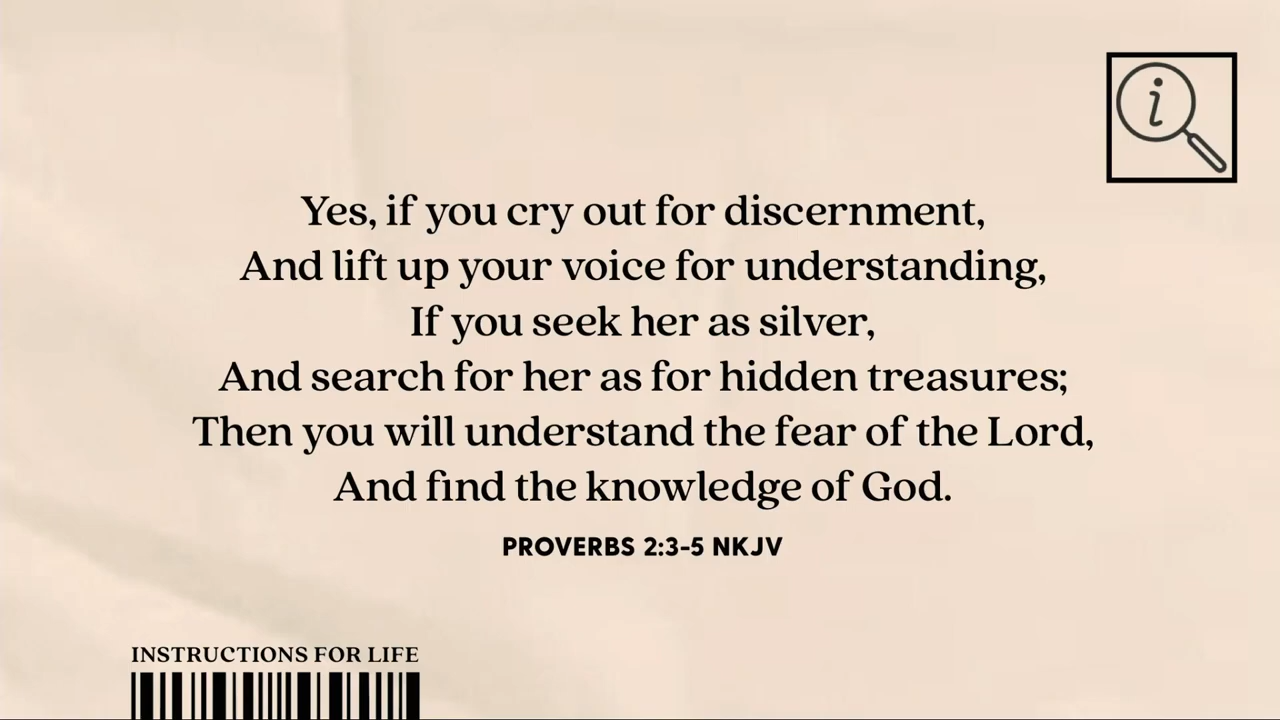 i
Yes, if you cry out for discernment,
And lift up your voice for understanding,
If you seek her as silver,
And search for her as for hidden treasures;
Then you will understand the fear of the Lord,
And find the knowledge of God.
PROVERBS 2:3-5 NKJV
INSTRUCTIONS FOR LIFE